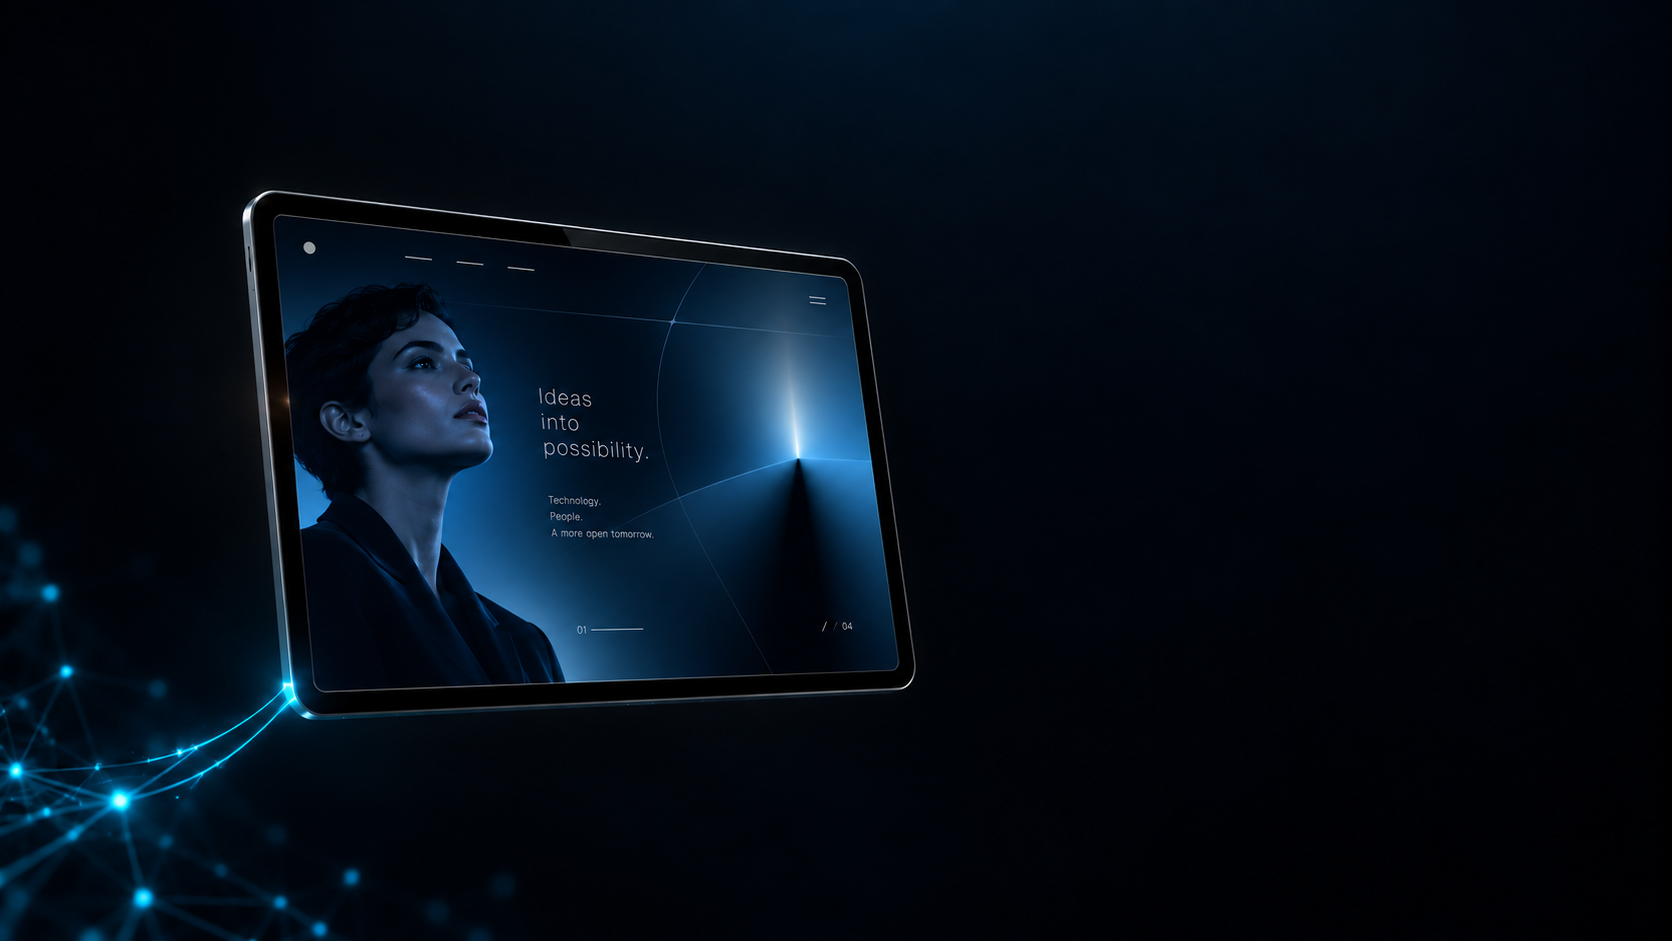 Ideas
into
possibility.
Technology.
People.
A more open tomorrow.
01
/ / 04